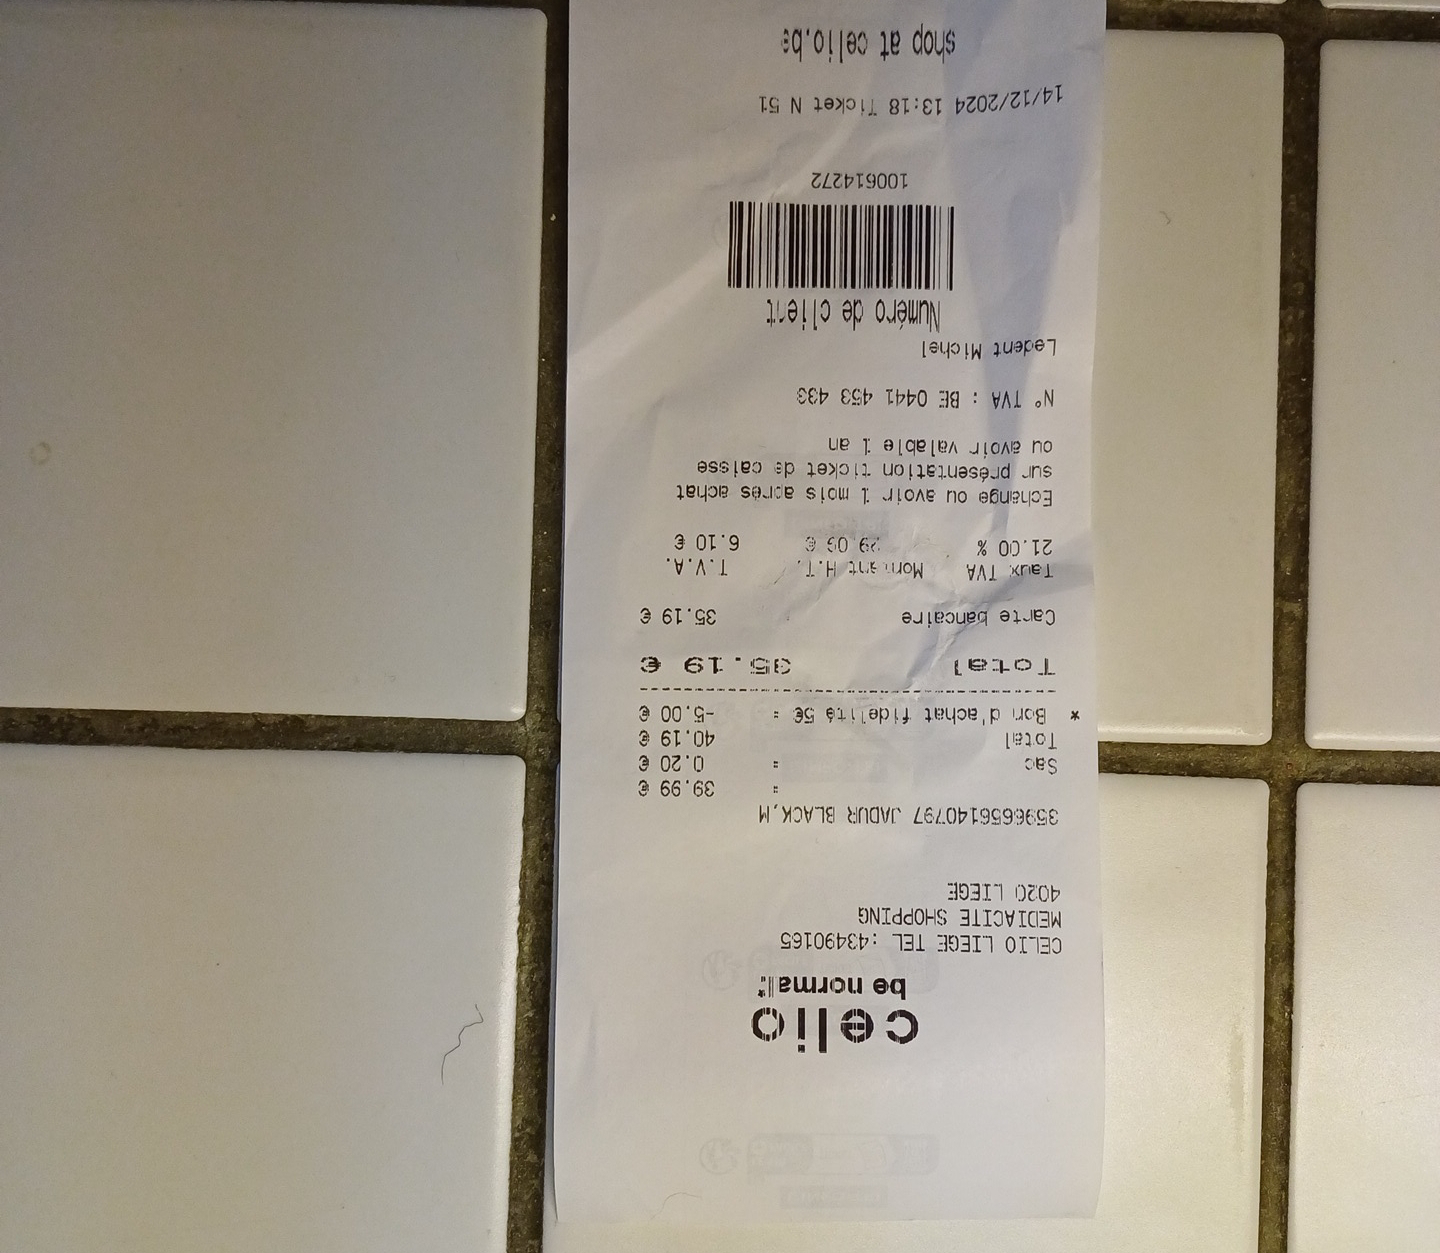 celio
be normal*
CELIO LIEGE TEL :43490165
MEDIACITE SHOPPING
4020 LIEGE
3596656140797 JADUR BLACK,M
= 39.99 €
Sac = 0.20 €
Total 40.19 €
* Bon d'achat fidelité 5€ = -5.00 €
Total 35.19 €
Carte bancaire 35.19 €
Taux TVA Montant H.T. T.V.A.
21.00 % 29.09 € 6.10 €
Echange ou avoir 1 mois après achat
sur présentation ticket de caisse
ou avoir valable 1 an
N° TVA : BE 0441 453 433
Ledent Michel
Numéro de client
100614272
14/12/2024 13:18 Ticket N 51
shop at celio.be